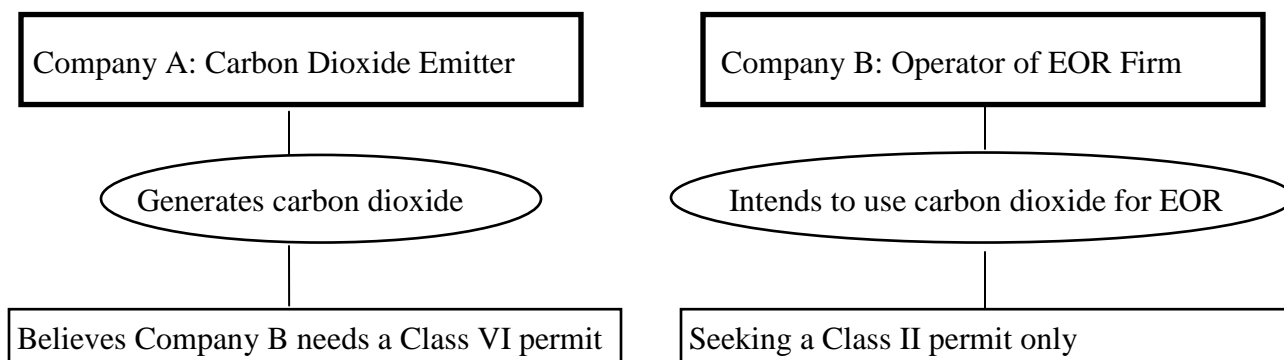 Company A: Carbon Dioxide Emitter
Generates carbon dioxide
Believes Company B needs a Class VI permit
Company B: Operator of EOR Firm
Intends to use carbon dioxide for EOR
Seeking a Class II permit only